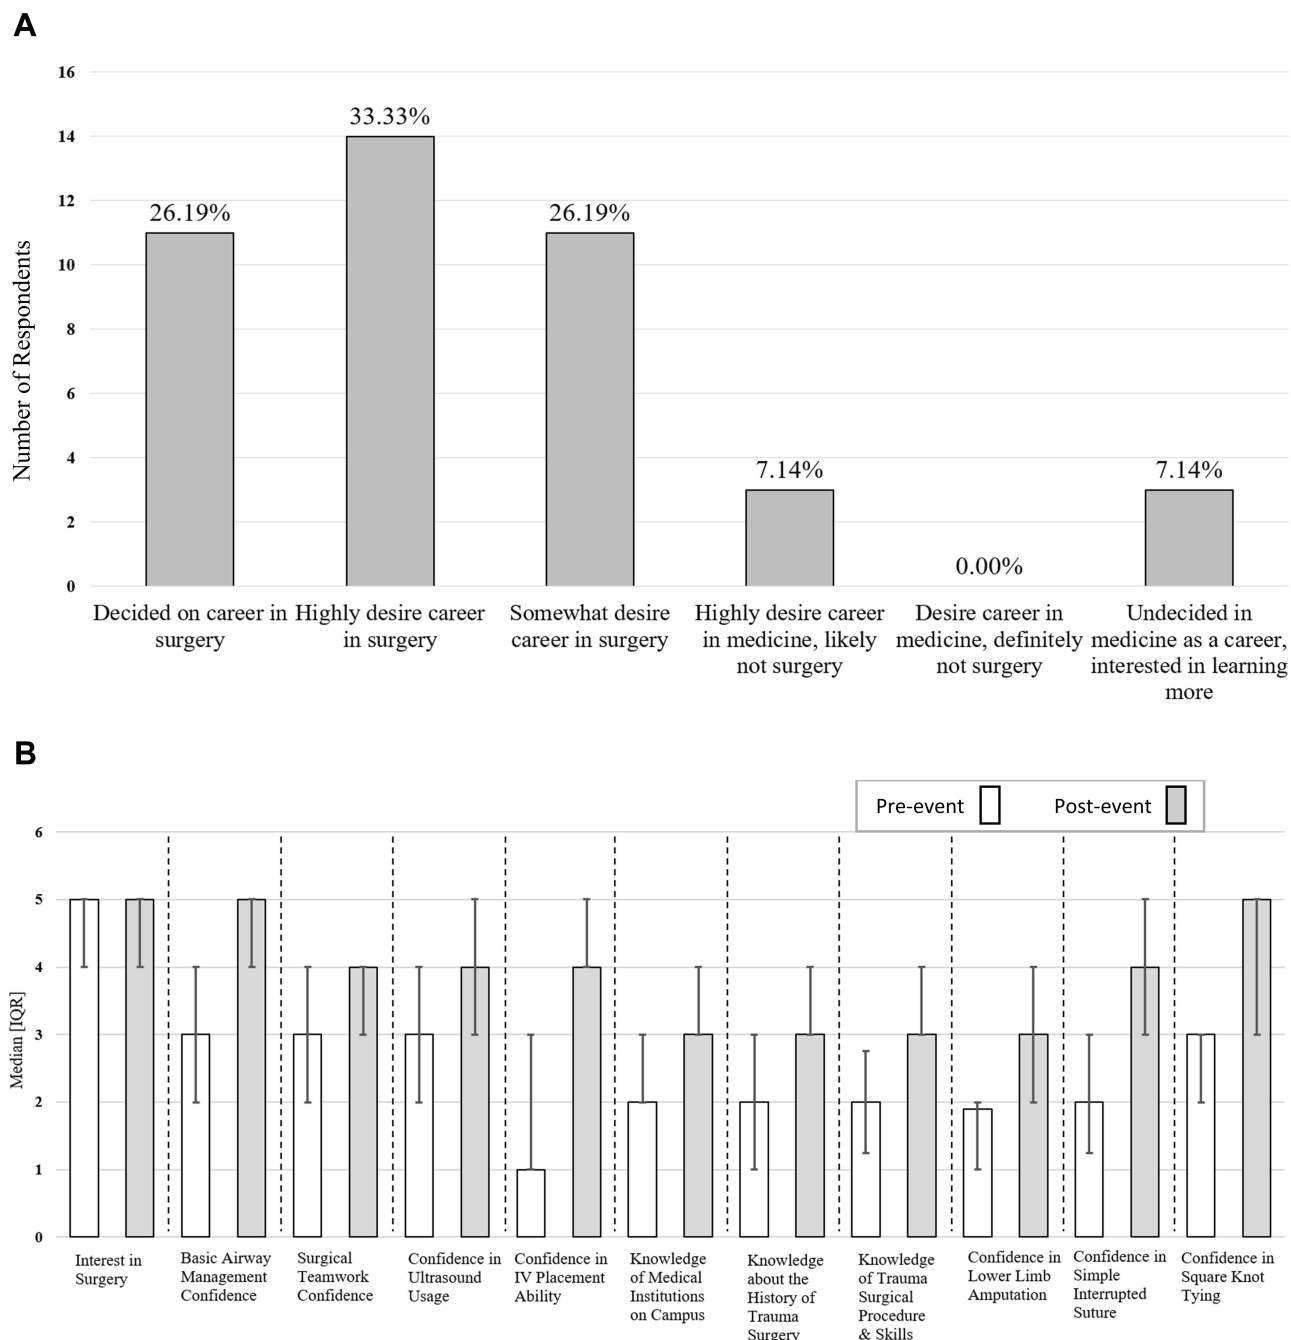 A
16
14
12
10
8
6
4
2
0
Number of Respondents
26.19%
33.33%
26.19%
7.14%
0.00%
7.14%
Decided on career in
surgery
Highly desire career
in surgery
Somewhat desire
career in surgery
Highly desire career
in medicine, likely
not surgery
Desire career in
medicine, definitely
not surgery
Undecided in
medicine as a career,
interested in learning
more
B
Pre-event
Post-event
6
5
4
3
2
1
0
Median [IQR]
Interest in
Surgery
Basic Airway
Management
Confidence
Surgical
Teamwork
Confidence
Confidence in
Ultrasound
Usage
Confidence in
IV Placement
Ability
Knowledge
of Medical
Institutions
on Campus
Knowledge
about the
History of
Trauma
Surgery
Knowledge
of Trauma
Surgical
Procedure
& Skills
Confidence in
Lower Limb
Amputation
Confidence in
Simple
Interrupted
Suture
Confidence in
Square Knot
Tying